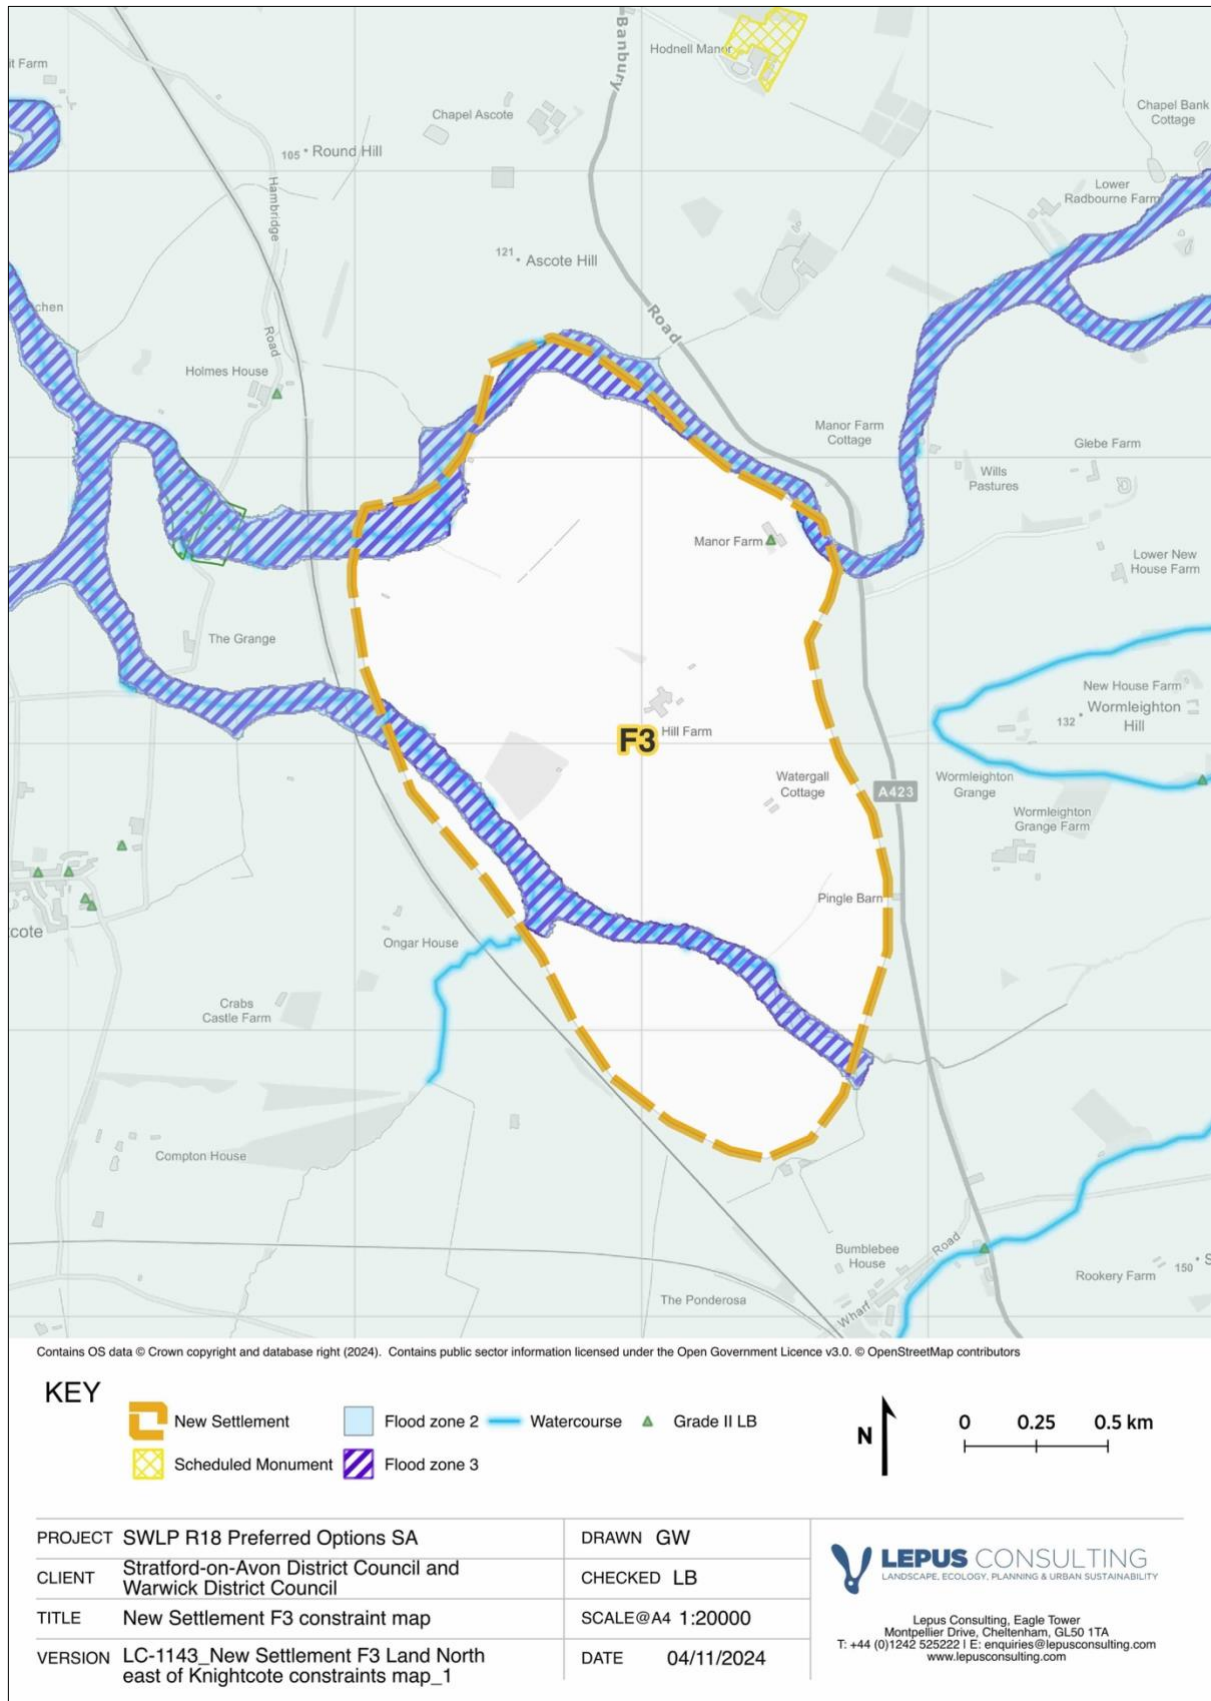 Banbury
Hodnell Manor
it Farm
Chapel Ascote
Chapel Bank
Cottage
105 • Round Hill
Hambridge
Lower
Radbourne Farm
121 • Ascote Hill
chen
Road
Road
Holmes House
Manor Farm
Cottage
Glebe Farm
Wills
Pastures
Manor Farm
Lower New
House Farm
The Grange
New House Farm
F3
Hill Farm
132 • Wormleighton
Hill
Watergall
Cottage
A423
Wormleighton
Grange
Wormleighton
Grange Farm
Pingle Barn
cote
Ongar House
Crabs
Castle Farm
Compton House
Bumblebee
House
Road
Rookery Farm
150 • S
The Ponderosa
Wharf
Contains OS data © Crown copyright and database right (2024). Contains public sector information licensed under the Open Government Licence v3.0. © OpenStreetMap contributors
KEY
New Settlement
Flood zone 2
Watercourse
Grade II LB
Scheduled Monument
Flood zone 3
N
0 0.25 0.5 km
PROJECT SWLP R18 Preferred Options SA
CLIENT Stratford-on-Avon District Council and
Warwick District Council
TITLE New Settlement F3 constraint map
VERSION LC-1143_New Settlement F3 Land North
east of Knightcote constraints map_1
DRAWN GW
CHECKED LB
SCALE@A4 1:20000
DATE 04/11/2024
LEPUS CONSULTING
LANDSCAPE, ECOLOGY, PLANNING & URBAN SUSTAINABILITY
Lepus Consulting, Eagle Tower
Montpellier Drive, Cheltenham, GL50 1TA
T: +44 (0)1242 525222 | E: enquiries@lepusconsulting.com
www.lepusconsulting.com